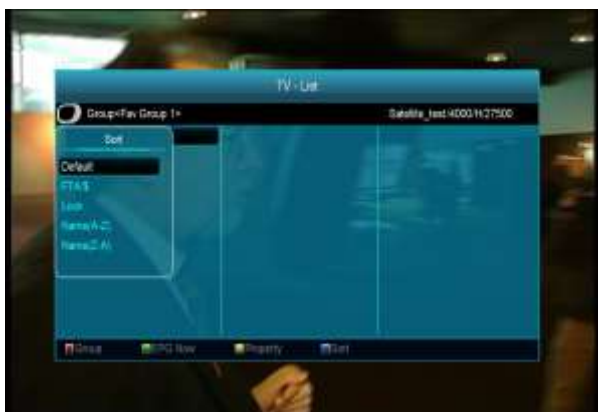 TV - List
Group<Fav Group 1>
Satellite_test/4000/H/27500
Sort
Default
FTA/$
Lock
Name(A-Z)
Name(Z-A)
Group
EPG Now
Property
Sort